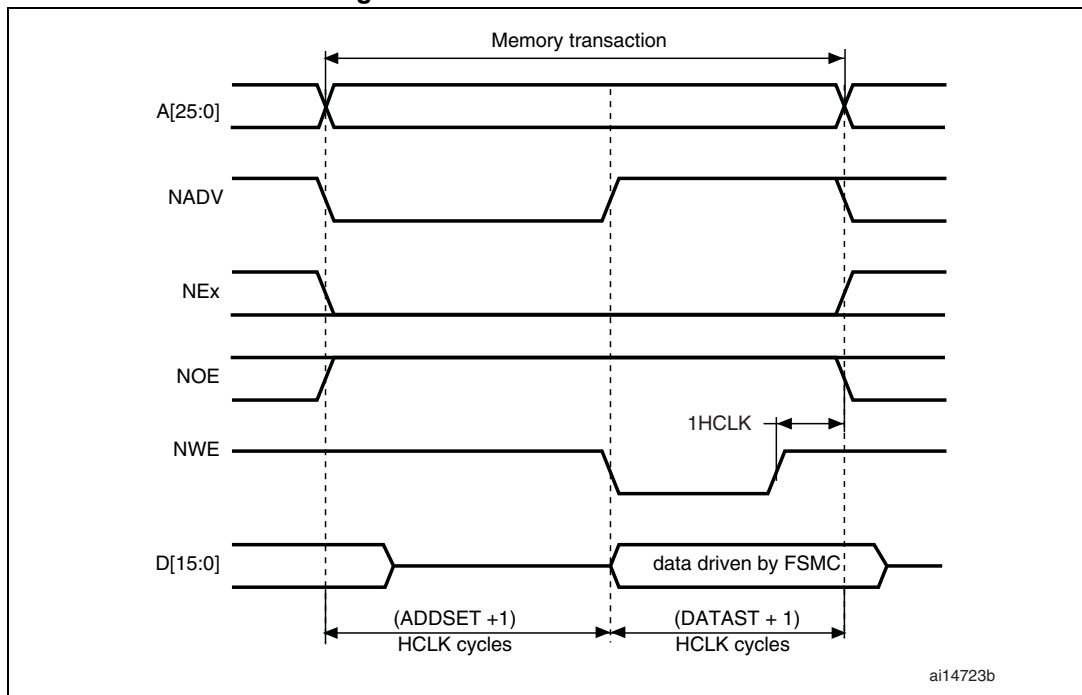 g
Memory transaction
A[25:0]
NADV
NEx
NOE
1HCLK
NWE
D[15:0]
data driven by FSMC
(ADDSET +1)
HCLK cycles
(DATAST + 1)
HCLK cycles
ai14723b